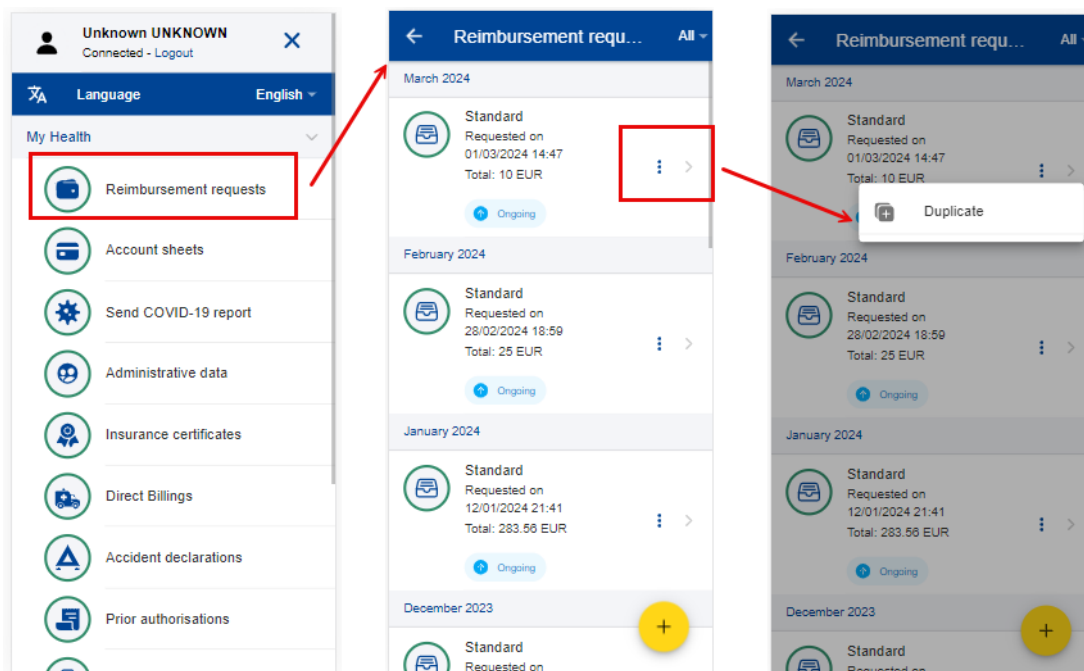 Unknown UNKNOWN
Connected - Logout
Language
English
My Health
Reimbursement requests
Account sheets
Send COVID-19 report
Administrative data
Insurance certificates
Direct Billings
Accident declarations
Prior authorisations
Reimbursement requ...
All
March 2024
Standard
Requested on
01/03/2024 14:47
Total: 10 EUR
Ongoing
February 2024
Standard
Requested on
28/02/2024 18:59
Total: 25 EUR
Ongoing
January 2024
Standard
Requested on
12/01/2024 21:41
Total: 283.56 EUR
Ongoing
December 2023
Standard
Requested on
Reimbursement requ...
All
March 2024
Standard
Requested on
01/03/2024 14:47
Total: 10 EUR
Duplicate
February 2024
Standard
Requested on
28/02/2024 18:59
Total: 25 EUR
Ongoing
January 2024
Standard
Requested on
12/01/2024 21:41
Total: 283.56 EUR
Ongoing
December 2023
Standard
Requested on